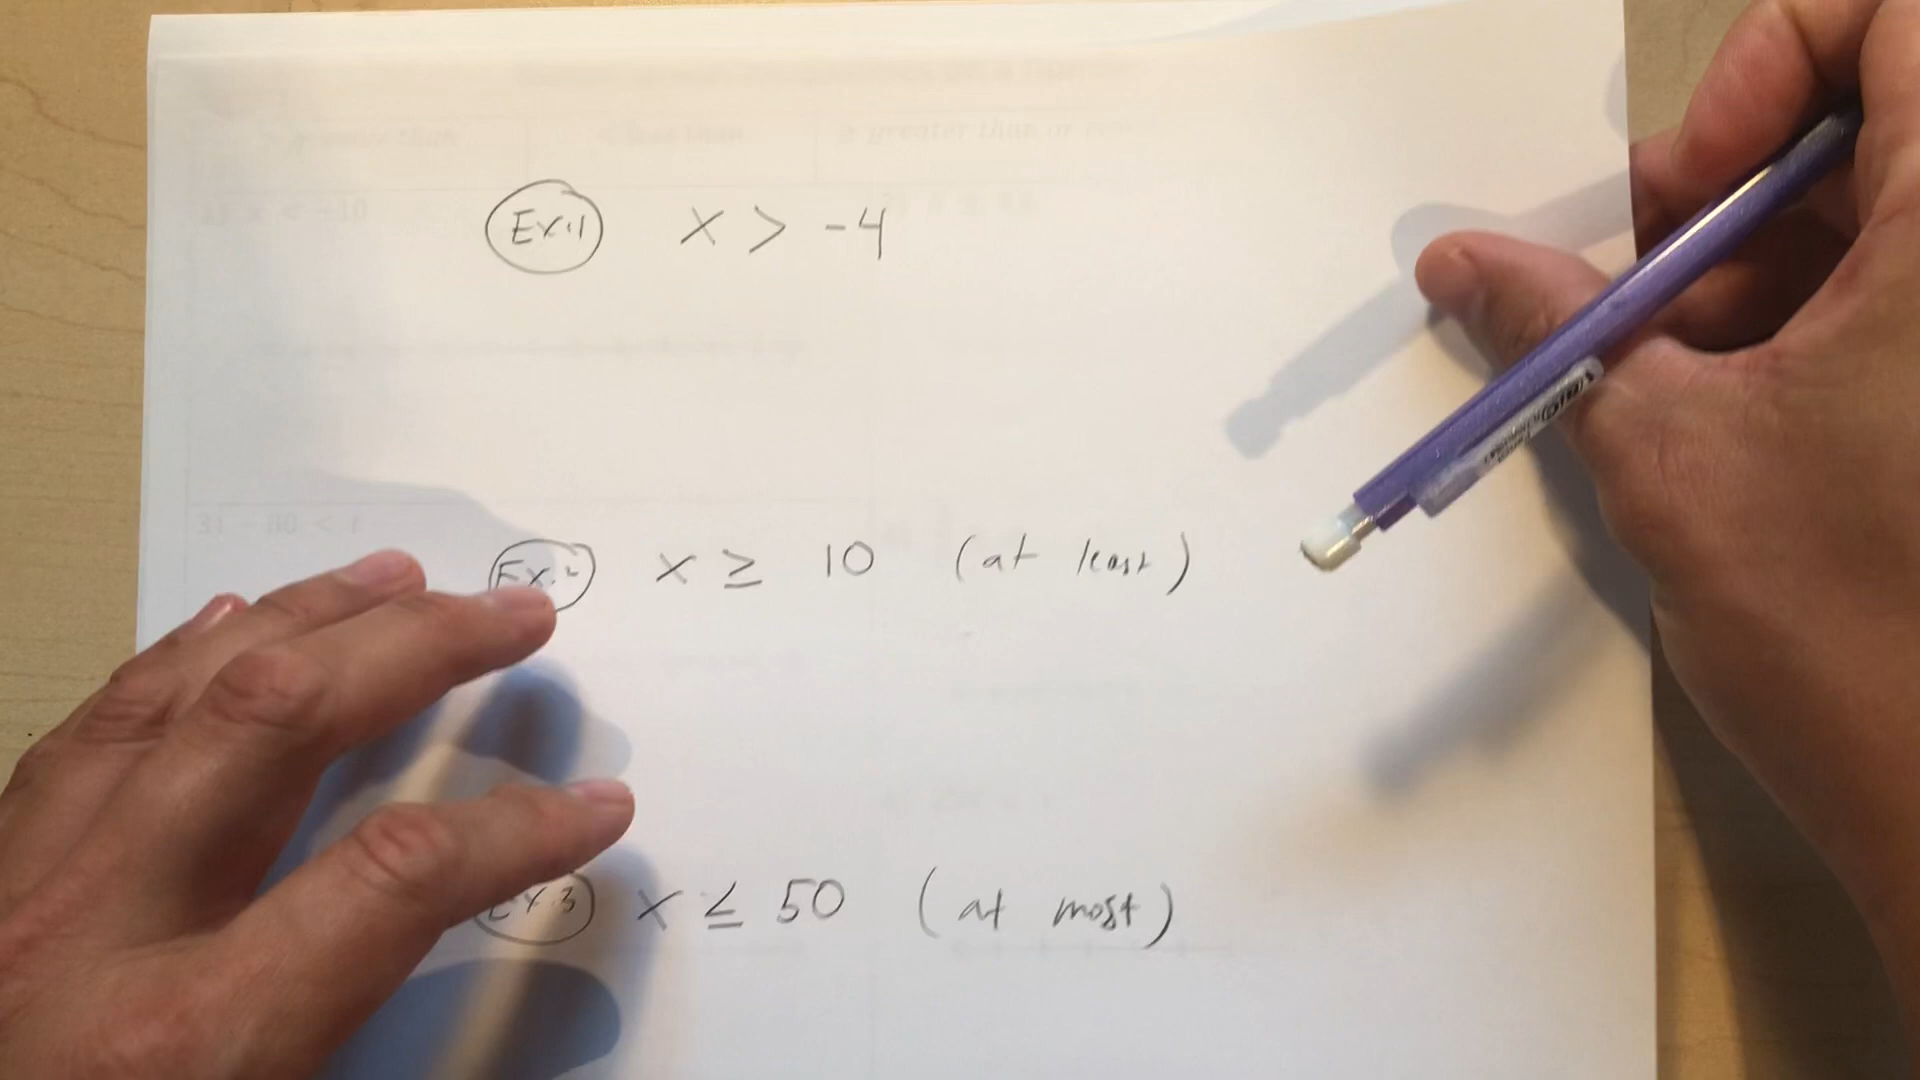 Ex.1 x > -4
Ex.2 x ≥ 10 (at least)
Ex.3 x ≤ 50 (at most)